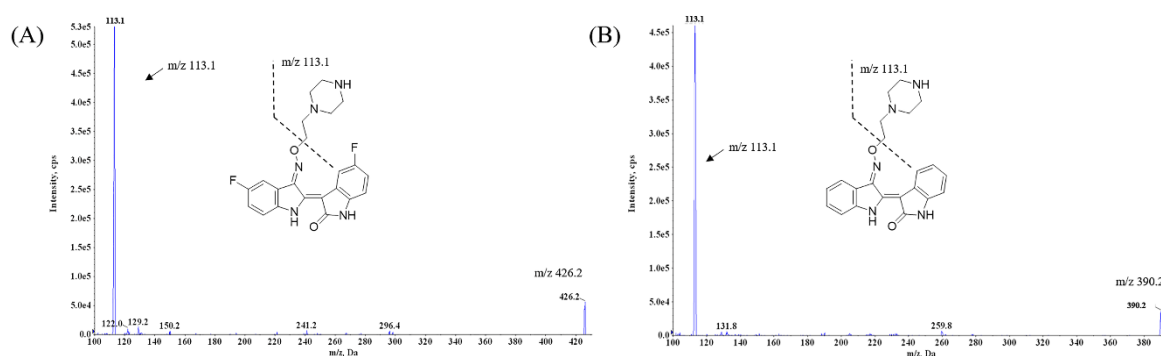 (A)
5.3e5
5.0e5
4.5e5
4.0e5
3.5e5
3.0e5
2.5e5
2.0e5
1.5e5
1.0e5
5.0e4
0.0
Intensity, cps
113.1
m/z 113.1
m/z 113.1
NH
N
O
F
N
F
N
H
O
NH
m/z 426.2
426.2
122.0
129.2
150.2
241.2
296.4
100 120 140 160 180 200 220 240 260 280 300 320 340 360 380 400 420
m/z, Da
(B)
4.5e5
4.0e5
3.5e5
3.0e5
2.5e5
2.0e5
1.5e5
1.0e5
5.0e4
0.0
Intensity, cps
113.1
m/z 113.1
m/z 113.1
NH
N
O
N
N
H
O
NH
m/z 390.2
390.2
131.8
259.8
100 120 140 160 180 200 220 240 260 280 300 320 340 360 380
m/z, Da